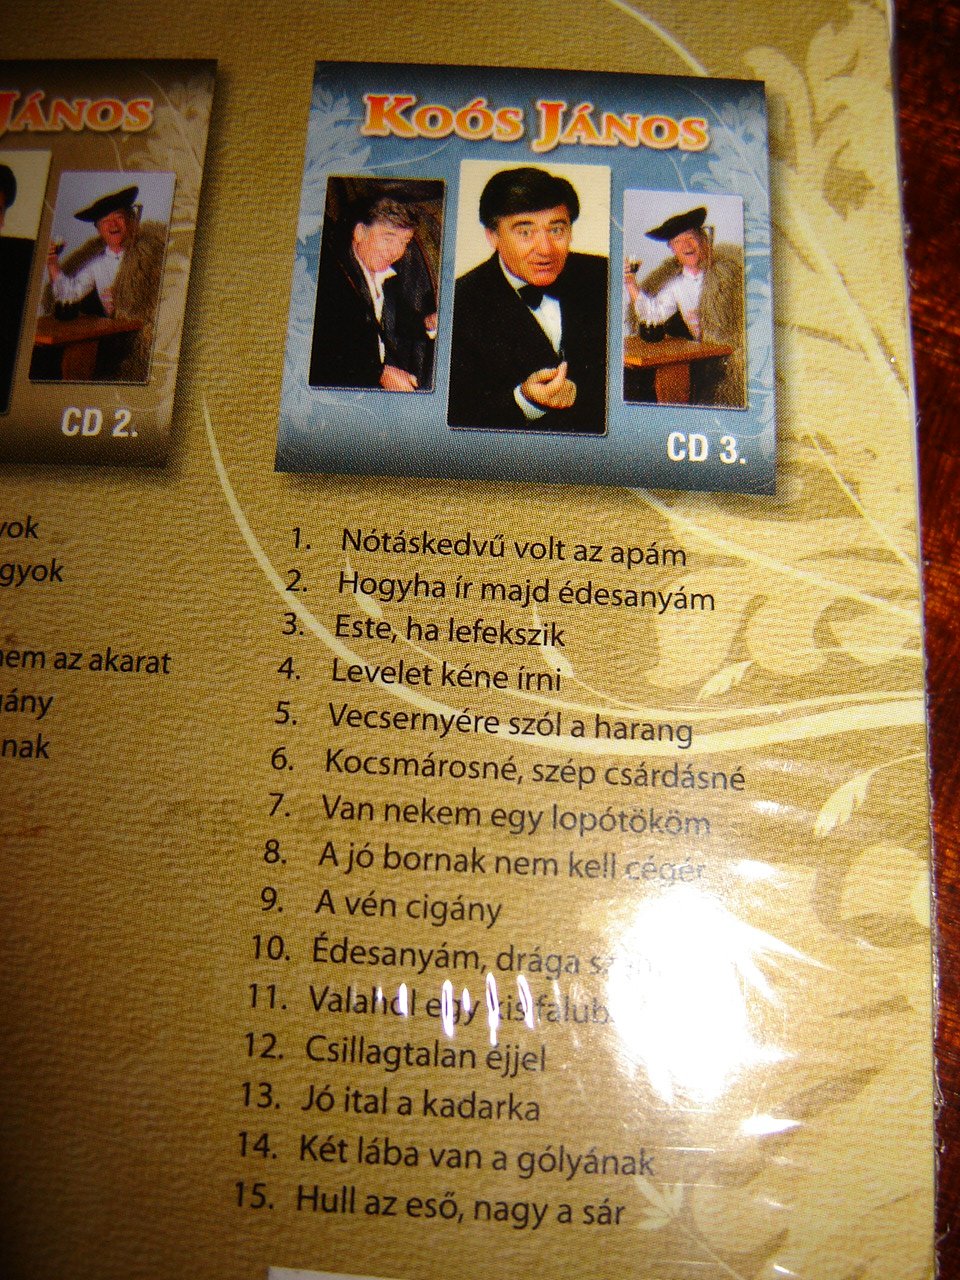 JÁNOS
CD 2.
yok
gyok
nem az akarat
ány
nak
Koós János
CD 3.
1. Nótáskedvű volt az apám
2. Hogyha ír majd édesanyám
3. Este, ha lefekszik
4. Levelet kéne írni
5. Vecsernyére szól a harang
6. Kocsmárosné, szép csárdásné
7. Van nekem egy lopótököm
8. A jó bornak nem kell cégér
9. A vén cigány
10. Édesanyám, drága
11. Valahol egy kis
12. Csillagtalan éjjel
13. Jó ital a kadarka
14. Két lába van a gólyának
15. Hull az eső, nagy a sár